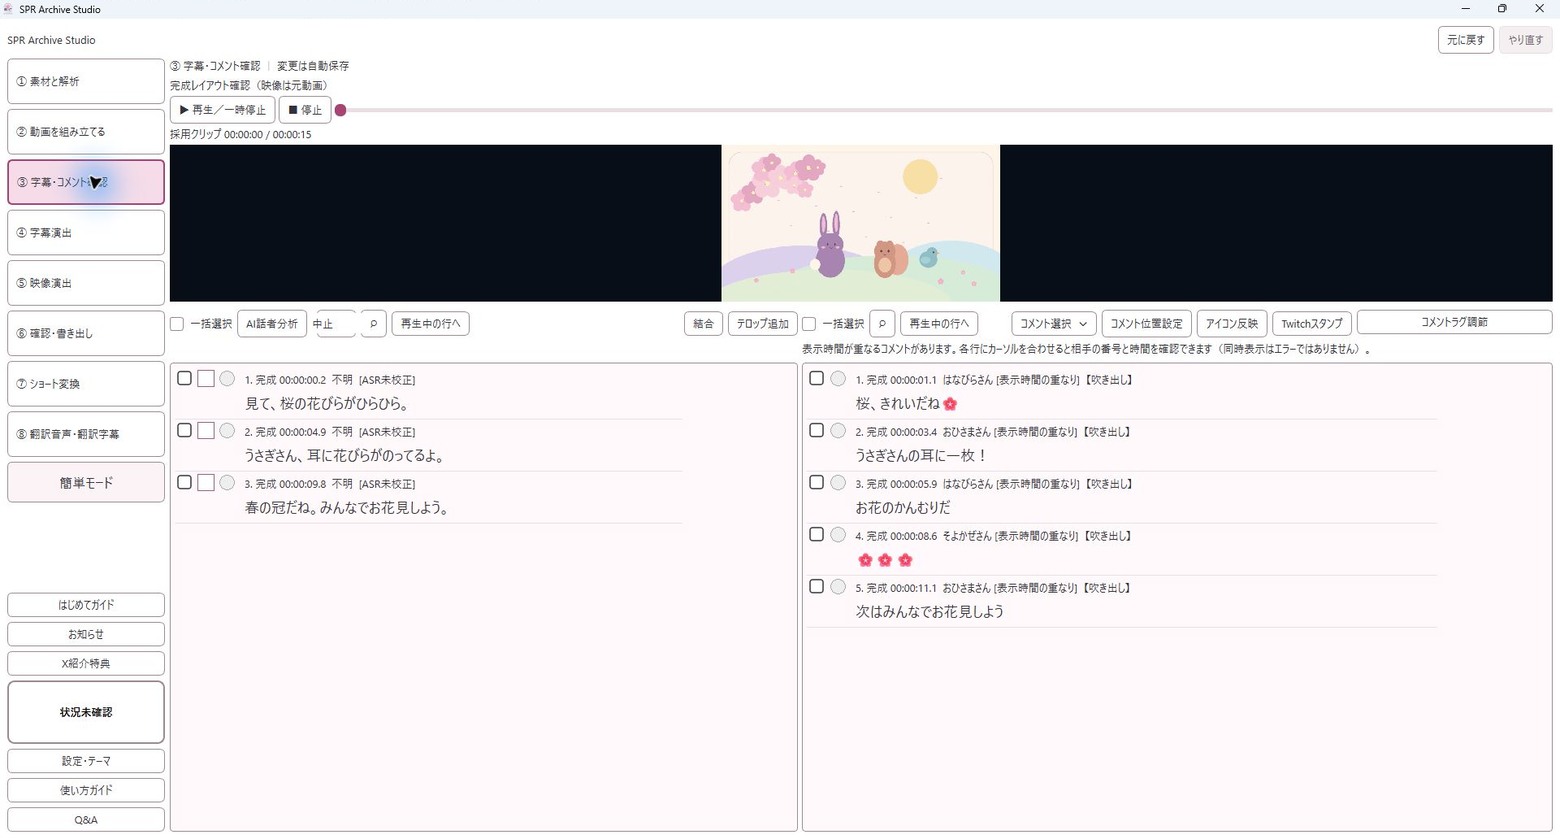 SPR Archive Studio
SPR Archive Studio
元に戻す
やり直す
① 素材と解析
② 動画を組み立てる
③ 字幕・コメント確認
④ 字幕演出
⑤ 映像演出
⑥ 確認・書き出し
⑦ ショート変換
⑧ 翻訳音声・翻訳字幕
簡単モード
はじめてガイド
お知らせ
X紹介特典
状況未確認
設定・テーマ
使い方ガイド
Q&A
③ 字幕・コメント確認 | 変更は自動保存
完成レイアウト確認（映像は元動画）
▶ 再生／一時停止
■ 停止
採用クリップ 00:00:00 / 00:00:15
一括選択
AI話者分析
中止
再生中の行へ
結合
テロップ追加
1. 完成 00:00:00.2 不明 [ASR未校正]
見て、桜の花びらがひらひら。
2. 完成 00:00:04.9 不明 [ASR未校正]
うさぎさん、耳に花びらがのってるよ。
3. 完成 00:00:09.8 不明 [ASR未校正]
春の冠だね。みんなでお花見しよう。
一括選択
再生中の行へ
コメント選択
コメント位置設定
アイコン反映
Twitchスタンプ
コメントラグ調節
表示時間が重なるコメントがあります。各行にカーソルを合わせると相手の番号と時間を確認できます（同時表示はエラーではありません）。
1. 完成 00:00:01.1 はなびらさん [表示時間の重なり]【吹き出し】
桜、きれいだね🌸
2. 完成 00:00:03.4 おひさまさん [表示時間の重なり]【吹き出し】
うさぎさんの耳に一枚！
3. 完成 00:00:05.9 はなびらさん [表示時間の重なり]【吹き出し】
お花のかんむりだ
4. 完成 00:00:08.6 そよかぜさん [表示時間の重なり]【吹き出し】
🌸🌸🌸
5. 完成 00:00:11.1 おひさまさん [表示時間の重なり]【吹き出し】
次はみんなでお花見しよう